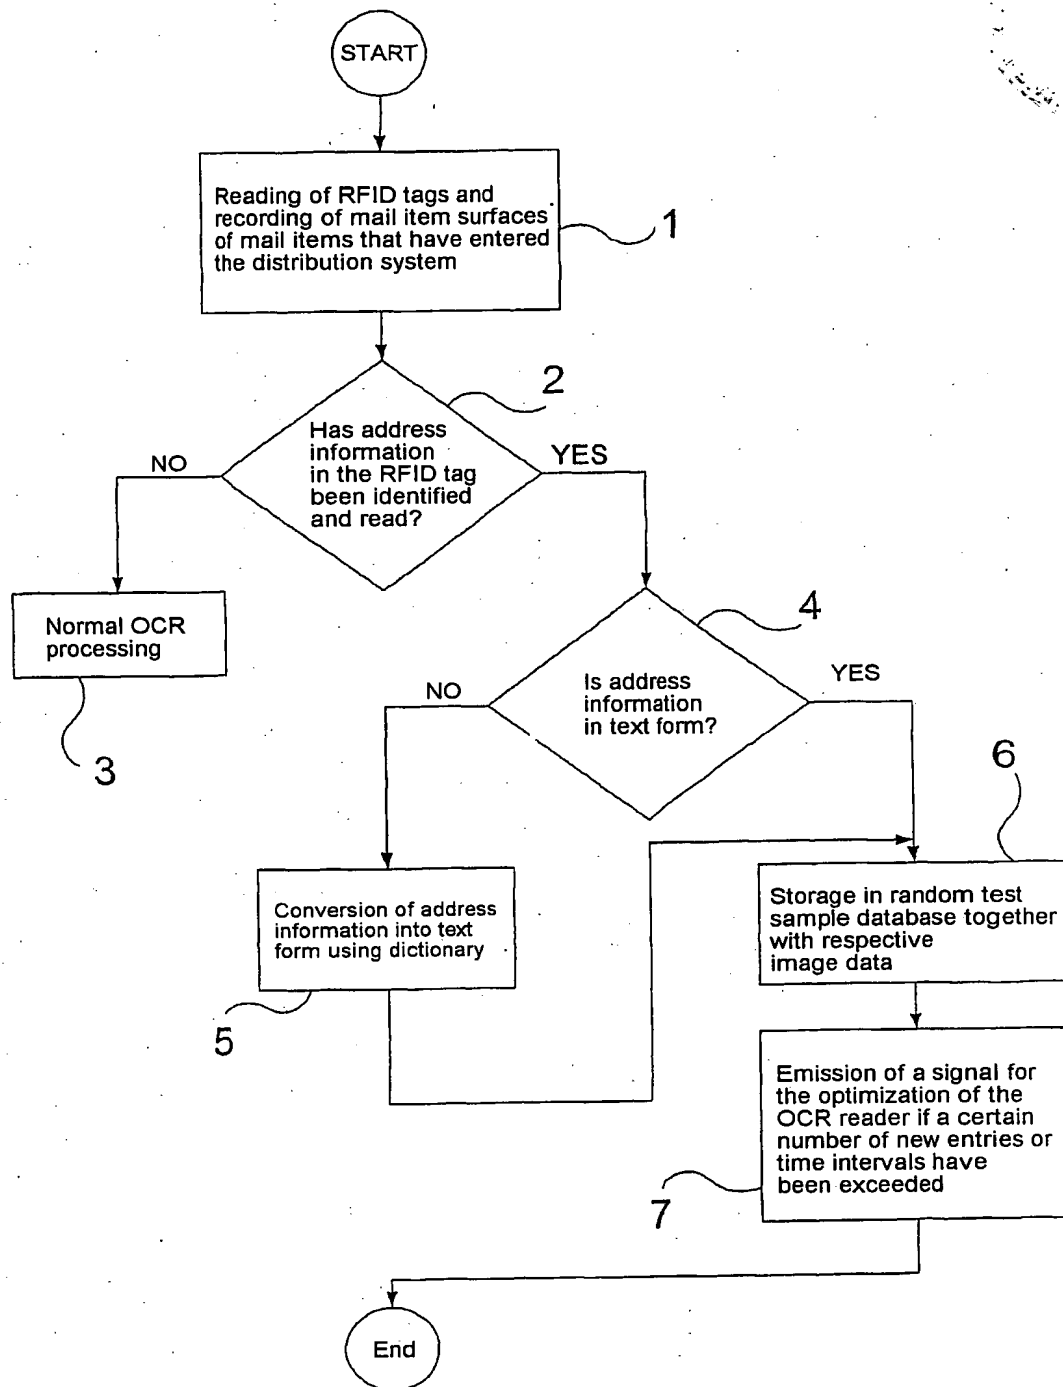 START
Reading of RFID tags and
recording of mail item surfaces
of mail items that have entered
the distribution system
1
2
Has address
information
in the RFID tag
been identified
and read?
NO
YES
Normal OCR
processing
3
4
Is address
information
in text form?
NO
YES
6
Conversion of address
information into text
form using dictionary
5
Storage in random test
sample database together
with respective
image data
Emission of a signal for
the optimization of the
OCR reader if a certain
number of new entries or
time intervals have
been exceeded
7
End